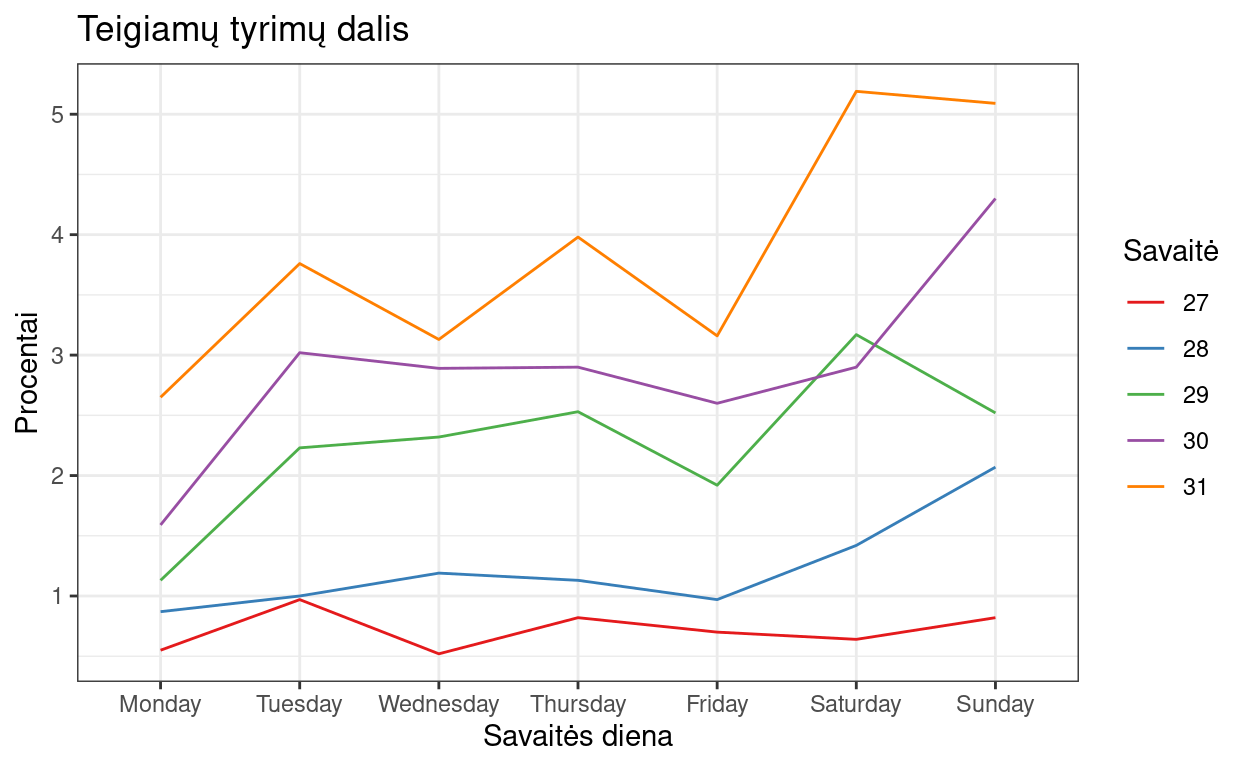 Teigiamų tyrimų dalis
Procentai
5
4
3
2
1
Monday Tuesday Wednesday Thursday Friday Saturday Sunday
Savaitės diena
Savaitė
27
28
29
30
31